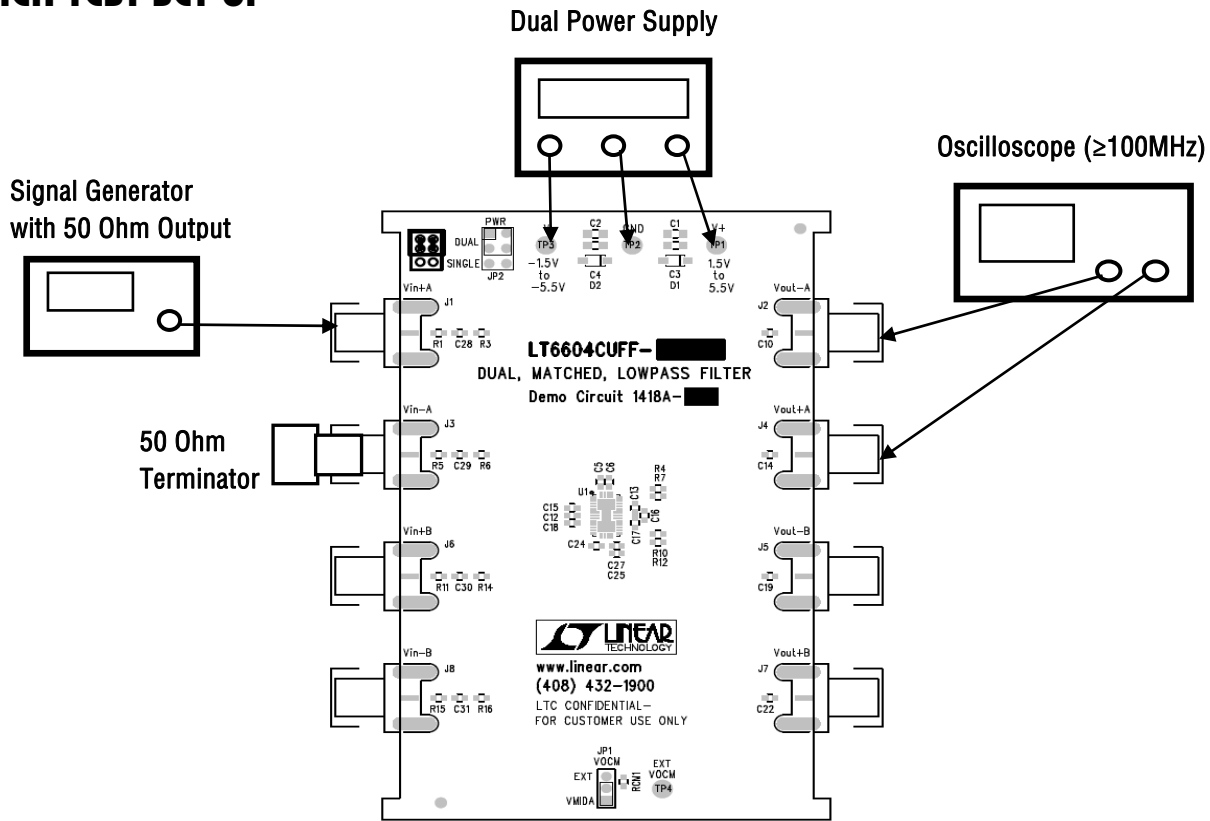 Dual Power Supply
Oscilloscope (≥100MHz)
Signal Generator
with 50 Ohm Output
PWR
DUAL
SINGLE
JP2
TP3
-1.5V
to
-5.5V
C2
C4
D2
GND
TP2
C1
C3
D1
V+
TP1
1.5V
to
5.5V
Vin+A
J1
R1 C28 R3
Vout-A
J2
C10
LT6604CUFF-
DUAL, MATCHED, LOWPASS FILTER
Demo Circuit 1418A-
50 Ohm
Terminator
Vin-A
J3
R5 C29 R6
Vout+A
J4
C14
C5
C6
R4
R7
U1
C13
C15
C12
C18
C16
C17
C24
R10
R12
C27
C25
Vin+B
J6
R11 C30 R14
Vout-B
J5
C19
LINEAR
TECHNOLOGY
www.linear.com
(408) 432-1900
LTC CONFIDENTIAL-
FOR CUSTOMER USE ONLY
Vin-B
J8
R15 C31 R16
Vout+B
J7
C22
JP1
VOCM
EXT
VMIDA
RCM1
EXT
VOCM
TP4